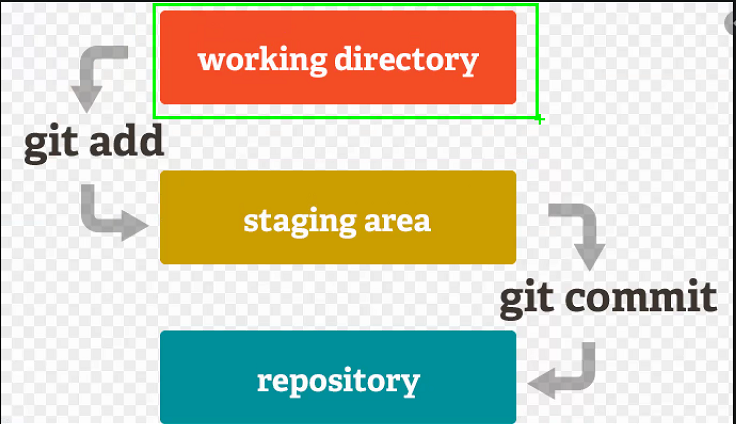 working directory
git add
staging area
git commit
repository